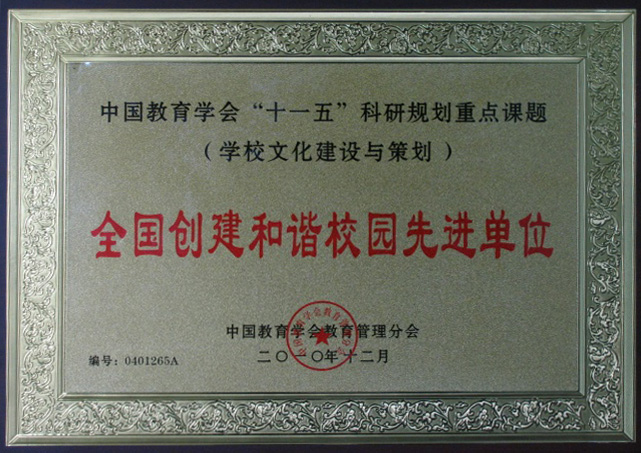 中国教育学会“十一五”科研规划重点课题
（学校文化建设与策划）
全国创建和谐校园先进单位
中国教育学会教育管理分会
二〇一〇年十二月
编号：0401265A